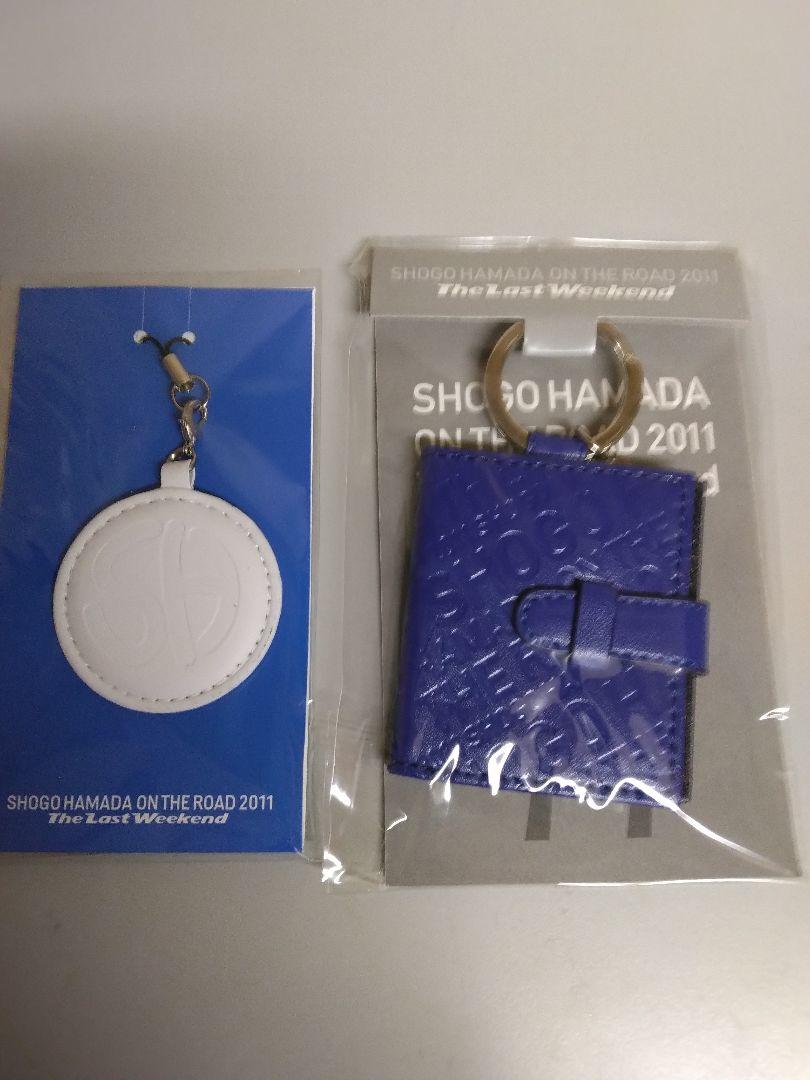 SHOGO HAMADA ON THE ROAD 2011
The Last Weekend
SHOGO HAMADA ON THE ROAD 2011
The Last Weekend
SHOGO HAMADA
ON THE ROAD 2011